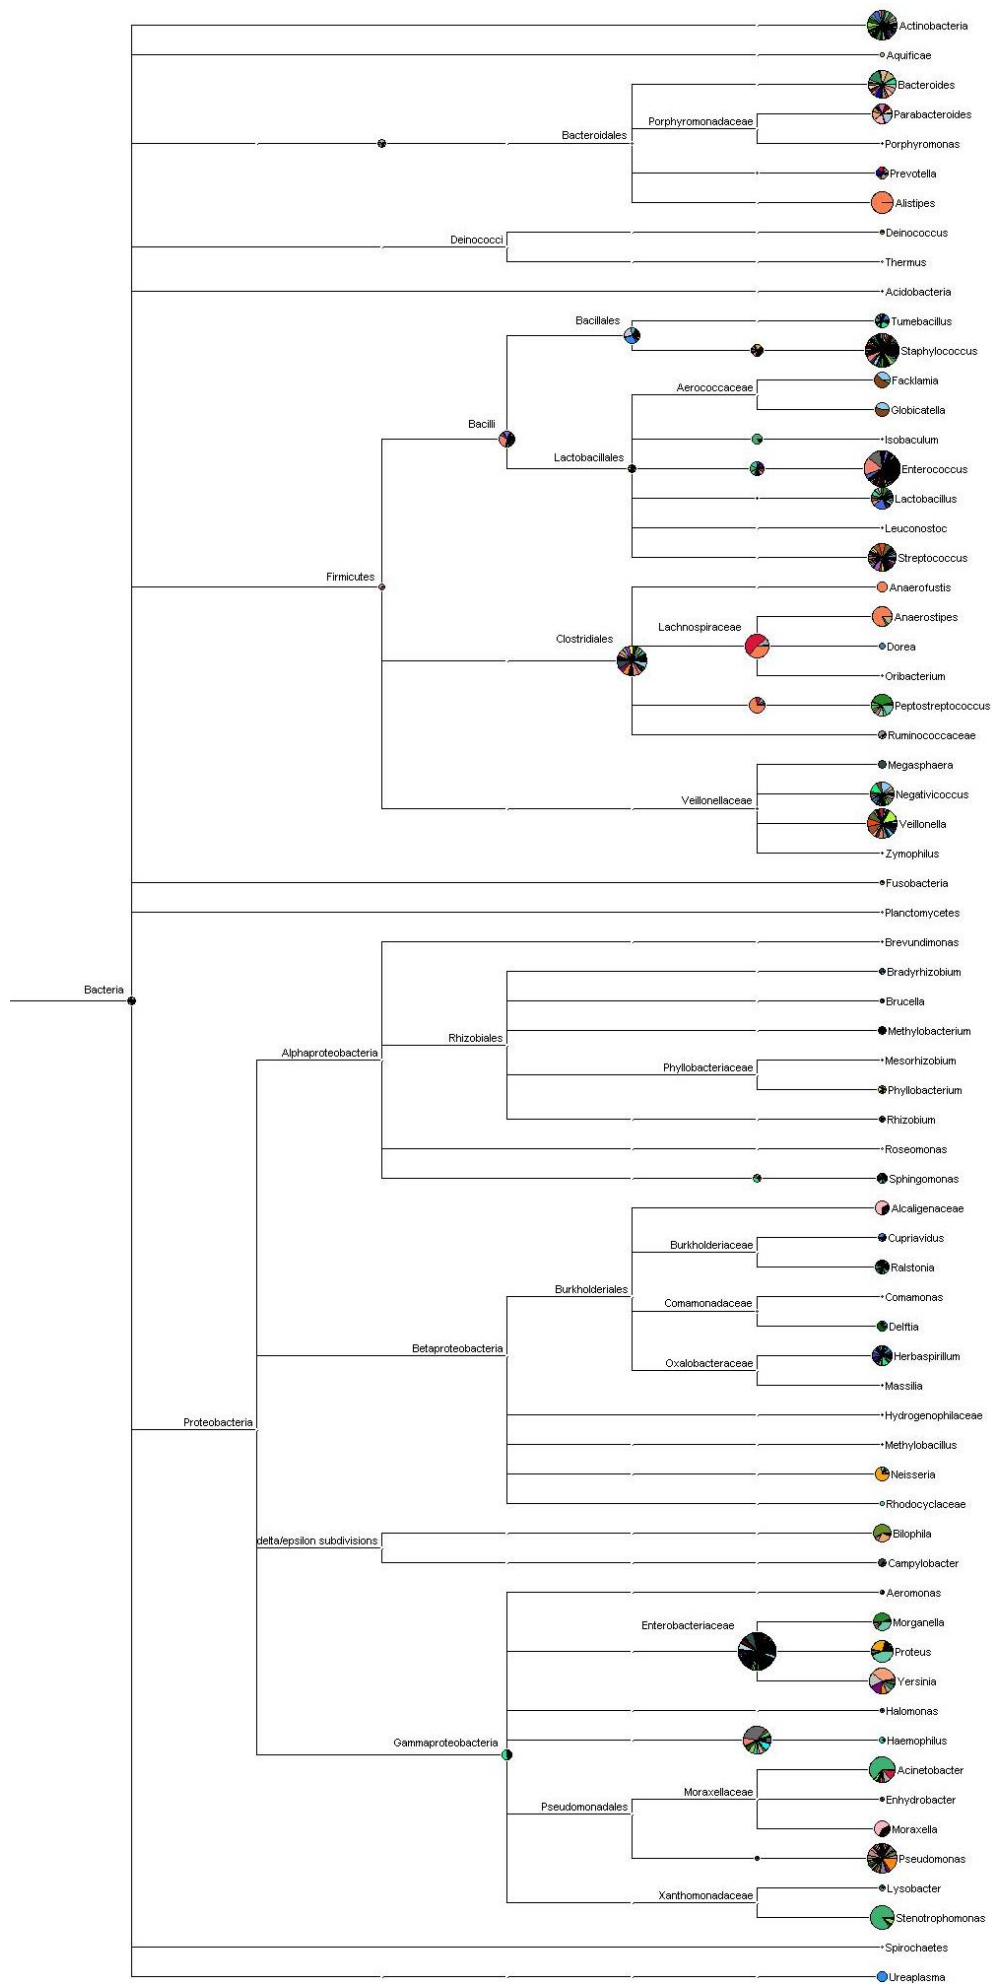 Actinobacteria
Aquificae
Bacteroides
Parabacteroides
Porphyromonadaceae
Bacteroidales
Porphyromonas
Prevotella
Alistipes
Deinococcus
Deinococci
Thermus
Acidobacteria
Bacillales
Tumebacillus
Staphylococcus
Facklamia
Aerococcaceae
Globicatella
Bacilli
Isobaculum
Lactobacillales
Enterococcus
Lactobacillus
Leuconostoc
Streptococcus
Firmicutes
Anaerofustis
Anaerostipes
Lachnospiraceae
Clostridiales
Dorea
Oribacterium
Peptostreptococcus
Ruminococcaceae
Megasphaera
Negativicoccus
Veillonellaceae
Veillonella
Zymophilus
Fusobacteria
Planctomycetes
Brevundimonas
Bradyrhizobium
Bacteria
Brucella
Methylobacterium
Rhizobiales
Alphaproteobacteria
Mesorhizobium
Phyllobacteriaceae
Phyllobacterium
Rhizobium
Roseomonas
Sphingomonas
Alcaligenaceae
Cupriavidus
Burkholderiaceae
Ralstonia
Burkholderiales
Comamonas
Comamonadaceae
Delftia
Betaproteobacteria
Herbaspirillum
Oxalobacteraceae
Massilia
Hydrogenophilaceae
Proteobacteria
Methylobacillus
Neisseria
Rhodocyclaceae
Bilophila
delta/epsilon subdivisions
Campylobacter
Aeromonas
Enterobacteriaceae
Morganella
Proteus
Yersinia
Halomonas
Gammaproteobacteria
Haemophilus
Acinetobacter
Moraxellaceae
Enhydrobacter
Pseudomonadales
Moraxella
Pseudomonas
Lysobacter
Xanthomonadaceae
Stenotrophomonas
Spirochaetes
Ureaplasma